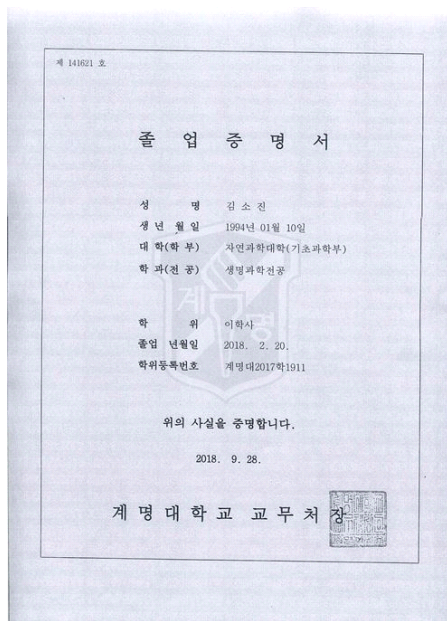 제 141621 호
졸 업 증 명 서
성 명 김 소 진
생 년 월 일 1994년 01월 10일
대 학(학 부) 자연과학대학(기초과학부)
학 과(전 공) 생명과학전공
계명
학 위 이학사
졸업 년월일 2018. 2. 20.
학위등록번호 계명대2017학1911
위의 사실을 증명합니다.
2018. 9. 28.
계 명 대 학 교 교 무 처 장